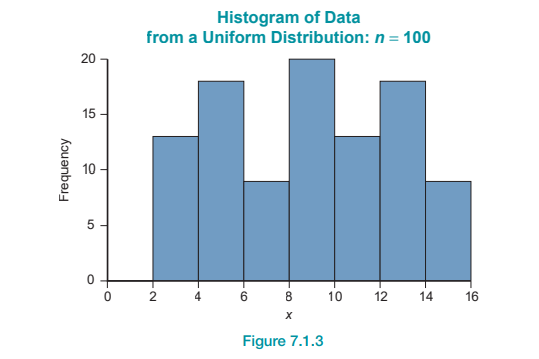 Histogram of Data
from a Uniform Distribution: n = 100
Frequency
20
15
10
5
0
0 2 4 6 8 10 12 14 16
x
Figure 7.1.3